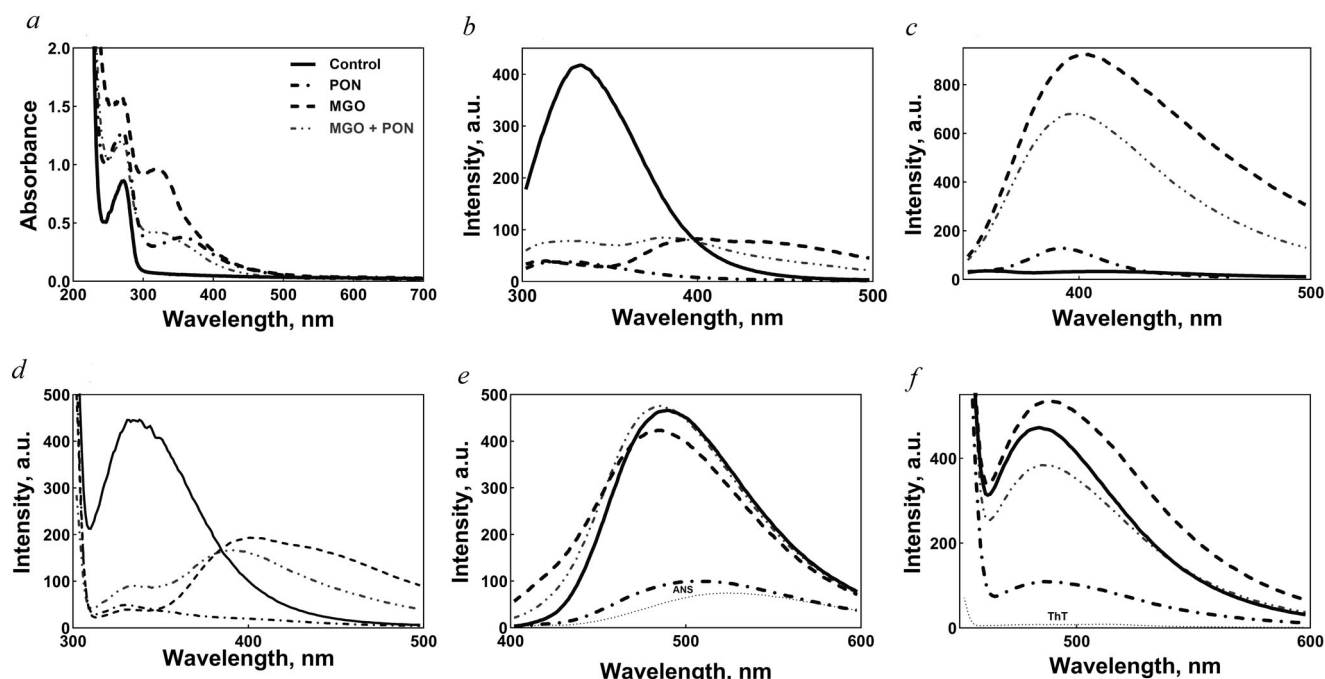 a
2.0
1.5
1.0
0.5
0.0
Absorbance
200 300 400 500 600 700
Wavelength, nm
Control
PON
MGO
MGO + PON
b
400
300
200
100
0
Intensity, a.u.
300 400 500
Wavelength, nm
c
800
600
400
200
0
Intensity, a.u.
400 500
Wavelength, nm
d
500
400
300
200
100
0
Intensity, a.u.
300 400 500
Wavelength, nm
e
500
400
300
200
100
0
Intensity, a.u.
ANS
400 500 600
Wavelength, nm
f
400
200
0
Intensity, a.u.
ThT
500 600
Wavelength, nm